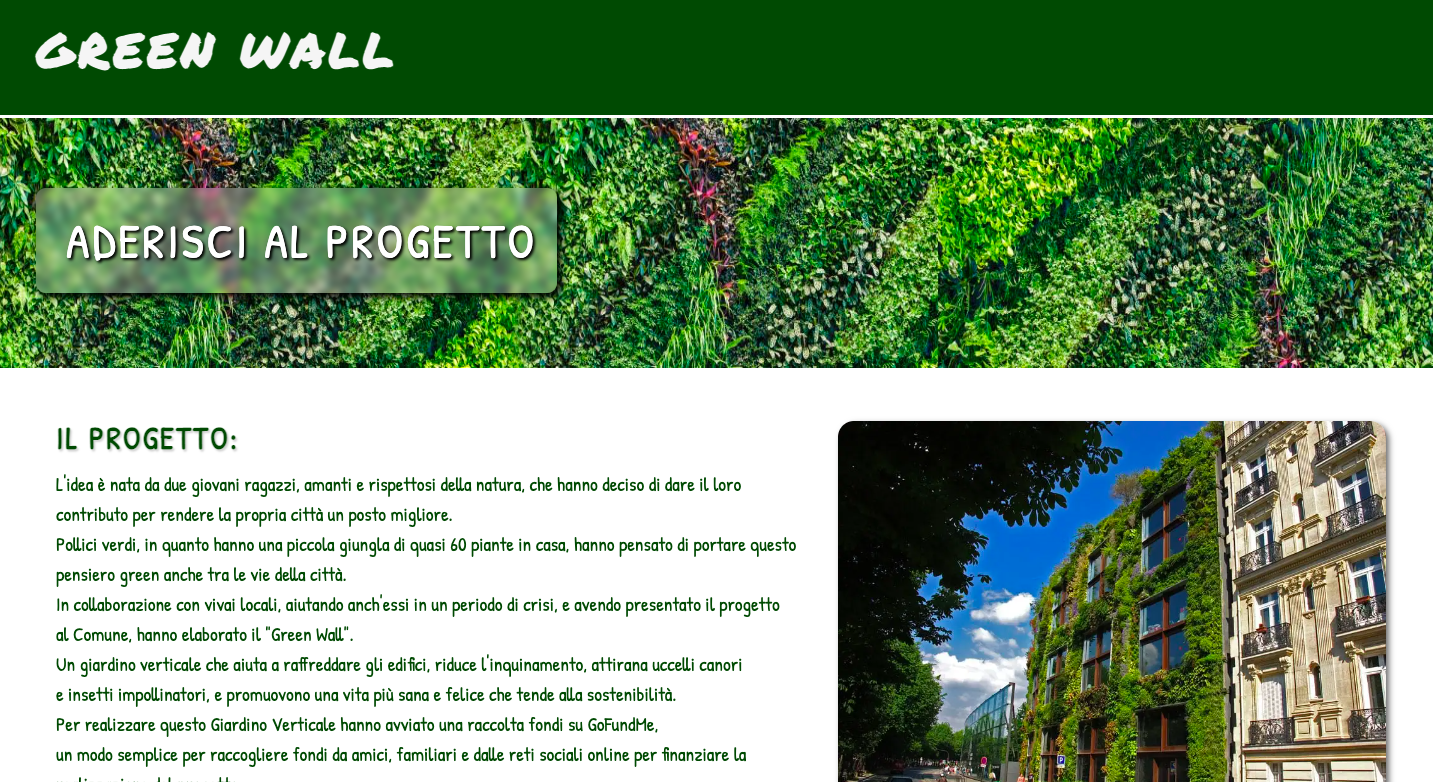 GREEN WALL
ADERISCI AL PROGETTO
IL PROGETTO:
L'idea è nata da due giovani ragazzi, amanti e rispettosi della natura, che hanno deciso di dare il loro
contributo per rendere la propria città un posto migliore.
Pollici verdi, in quanto hanno una piccola giungla di quasi 60 piante in casa, hanno pensato di portare questo
pensiero green anche tra le vie della città.
In collaborazione con vivai locali, aiutando anch'essi in un periodo di crisi, e avendo presentato il progetto
al Comune, hanno elaborato il "Green Wall".
Un giardino verticale che aiuta a raffreddare gli edifici, riduce l'inquinamento, attirana uccelli canori
e insetti impollinatori, e promuovono una vita più sana e felice che tende alla sostenibilità.
Per realizzare questo Giardino Verticale hanno avviato una raccolta fondi su GoFundMe,
un modo semplice per raccogliere fondi da amici, familiari e dalle reti sociali online per finanziare la